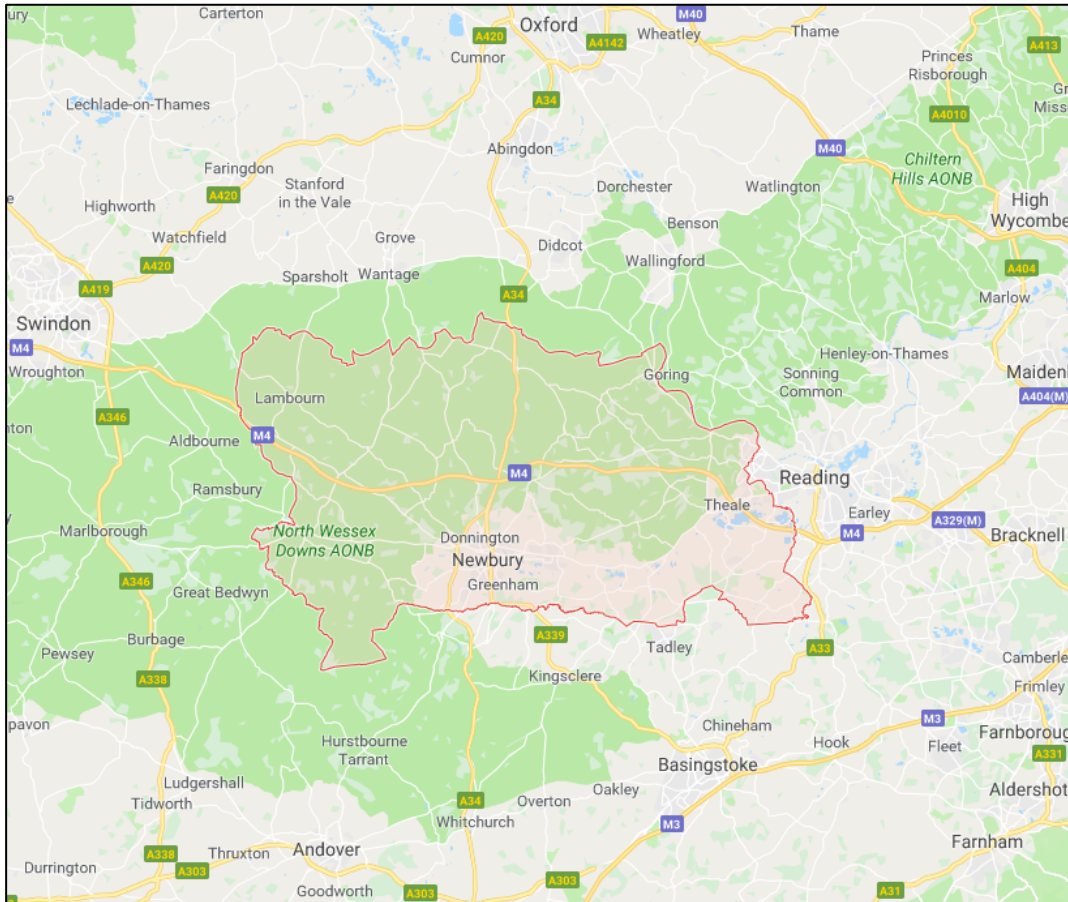 ury
Carterton
Oxford
M40
Wheatley
Thame
A420
A4142
A413
Cumnor
Princes
Risborough
Lechlade-on-Thames
A34
Gr
Misse
A4010
Abingdon
M40
Faringdon
Chiltern
Hills AONB
Stanford
in the Vale
Dorchester
Watlington
A420
Highworth
High
Wycombe
Benson
Watchfield
Grove
Didcot
Wallingford
A420
Sparsholt
Wantage
A404
A419
A34
Marlow
Swindon
M4
Henley-on-Thames
Wroughton
Goring
Sonning
Common
Maidenh
Lambourn
A404(M)
A346
M4
Aldbourne
M4
Reading
Ramsbury
Theale
Earley
A329(M)
Marlborough
North Wessex
Downs AONB
Donnington
M4
Bracknell
Newbury
A346
Greenham
Great Bedwyn
Burbage
A339
Tadley
A33
Pewsey
Camberle
Kingsclere
A338
Frimley
pavon
Chineham
M3
Hook
Fleet
Farnboroug
Hurstbourne
Tarrant
A331
Basingstoke
Ludgershall
Oakley
Aldershot
Tidworth
A34
Overton
Whitchurch
M3
Farnham
A338
Thruxton
Andover
Durrington
A303
A303
A303
Goodworth
A31